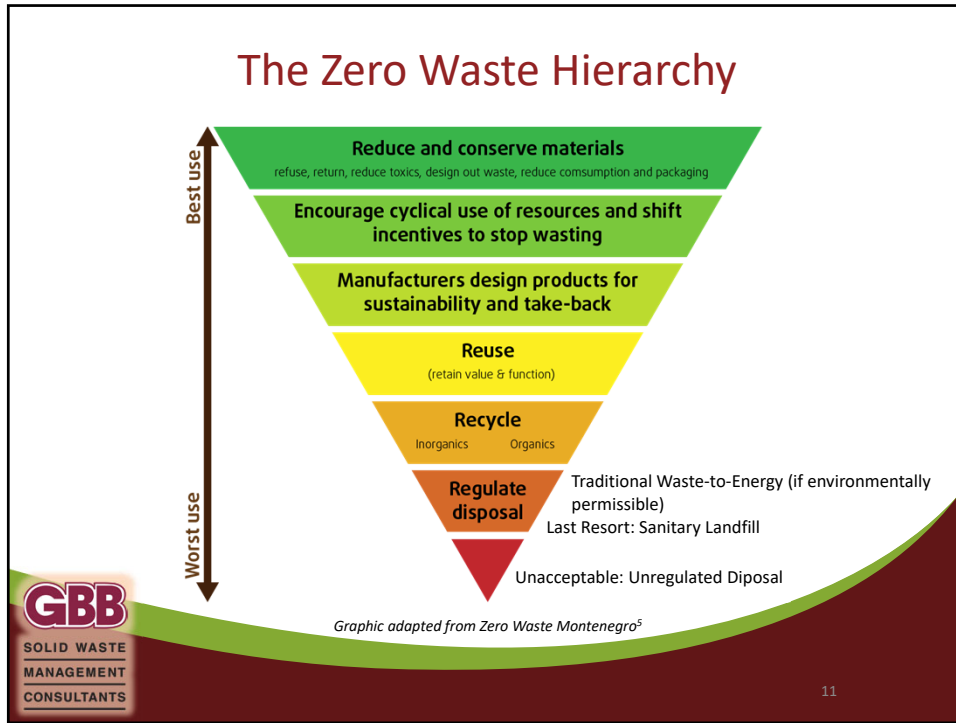 The Zero Waste Hierarchy
Best use
Reduce and conserve materials
refuse, return, reduce toxics, design out waste, reduce comsumption and packaging
Encourage cyclical use of resources and shift
incentives to stop wasting
Manufacturers design products for
sustainability and take-back
Reuse
(retain value & function)
Recycle
Inorganics Organics
Regulate
disposal
Traditional Waste-to-Energy (if environmentally
permissible)
Last Resort: Sanitary Landfill
Worst use
Unacceptable: Unregulated Diposal
Graphic adapted from Zero Waste Montenegro⁵
GBB
SOLID WASTE
MANAGEMENT
CONSULTANTS
11